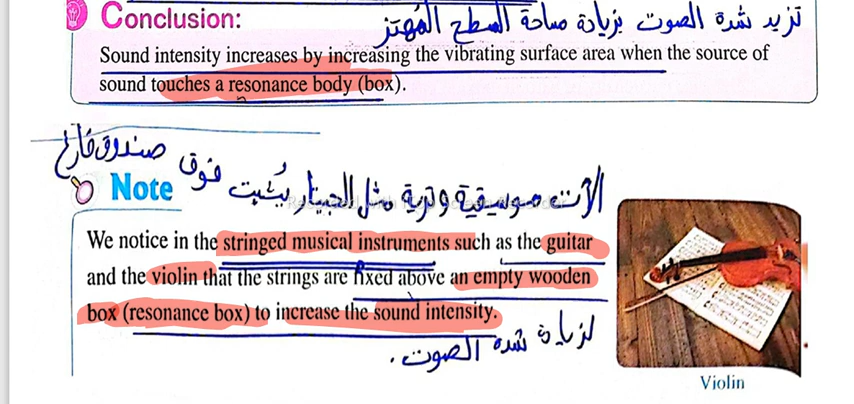 Conclusion:
تزيد شدة الصوت بزيادة مساحة السطح المُهتز
Sound intensity increases by increasing the vibrating surface area when the source of
sound touches a resonance body (box).
الآت موسيقية وترية مثل الجيتار يُثبت فوق صندوق فارغ
Note
We notice in the stringed musical instruments such as the guitar
and the violin that the strings are fixed above an empty wooden
box (resonance box) to increase the sound intensity.
لزيادة شدة الصوت.
Violin